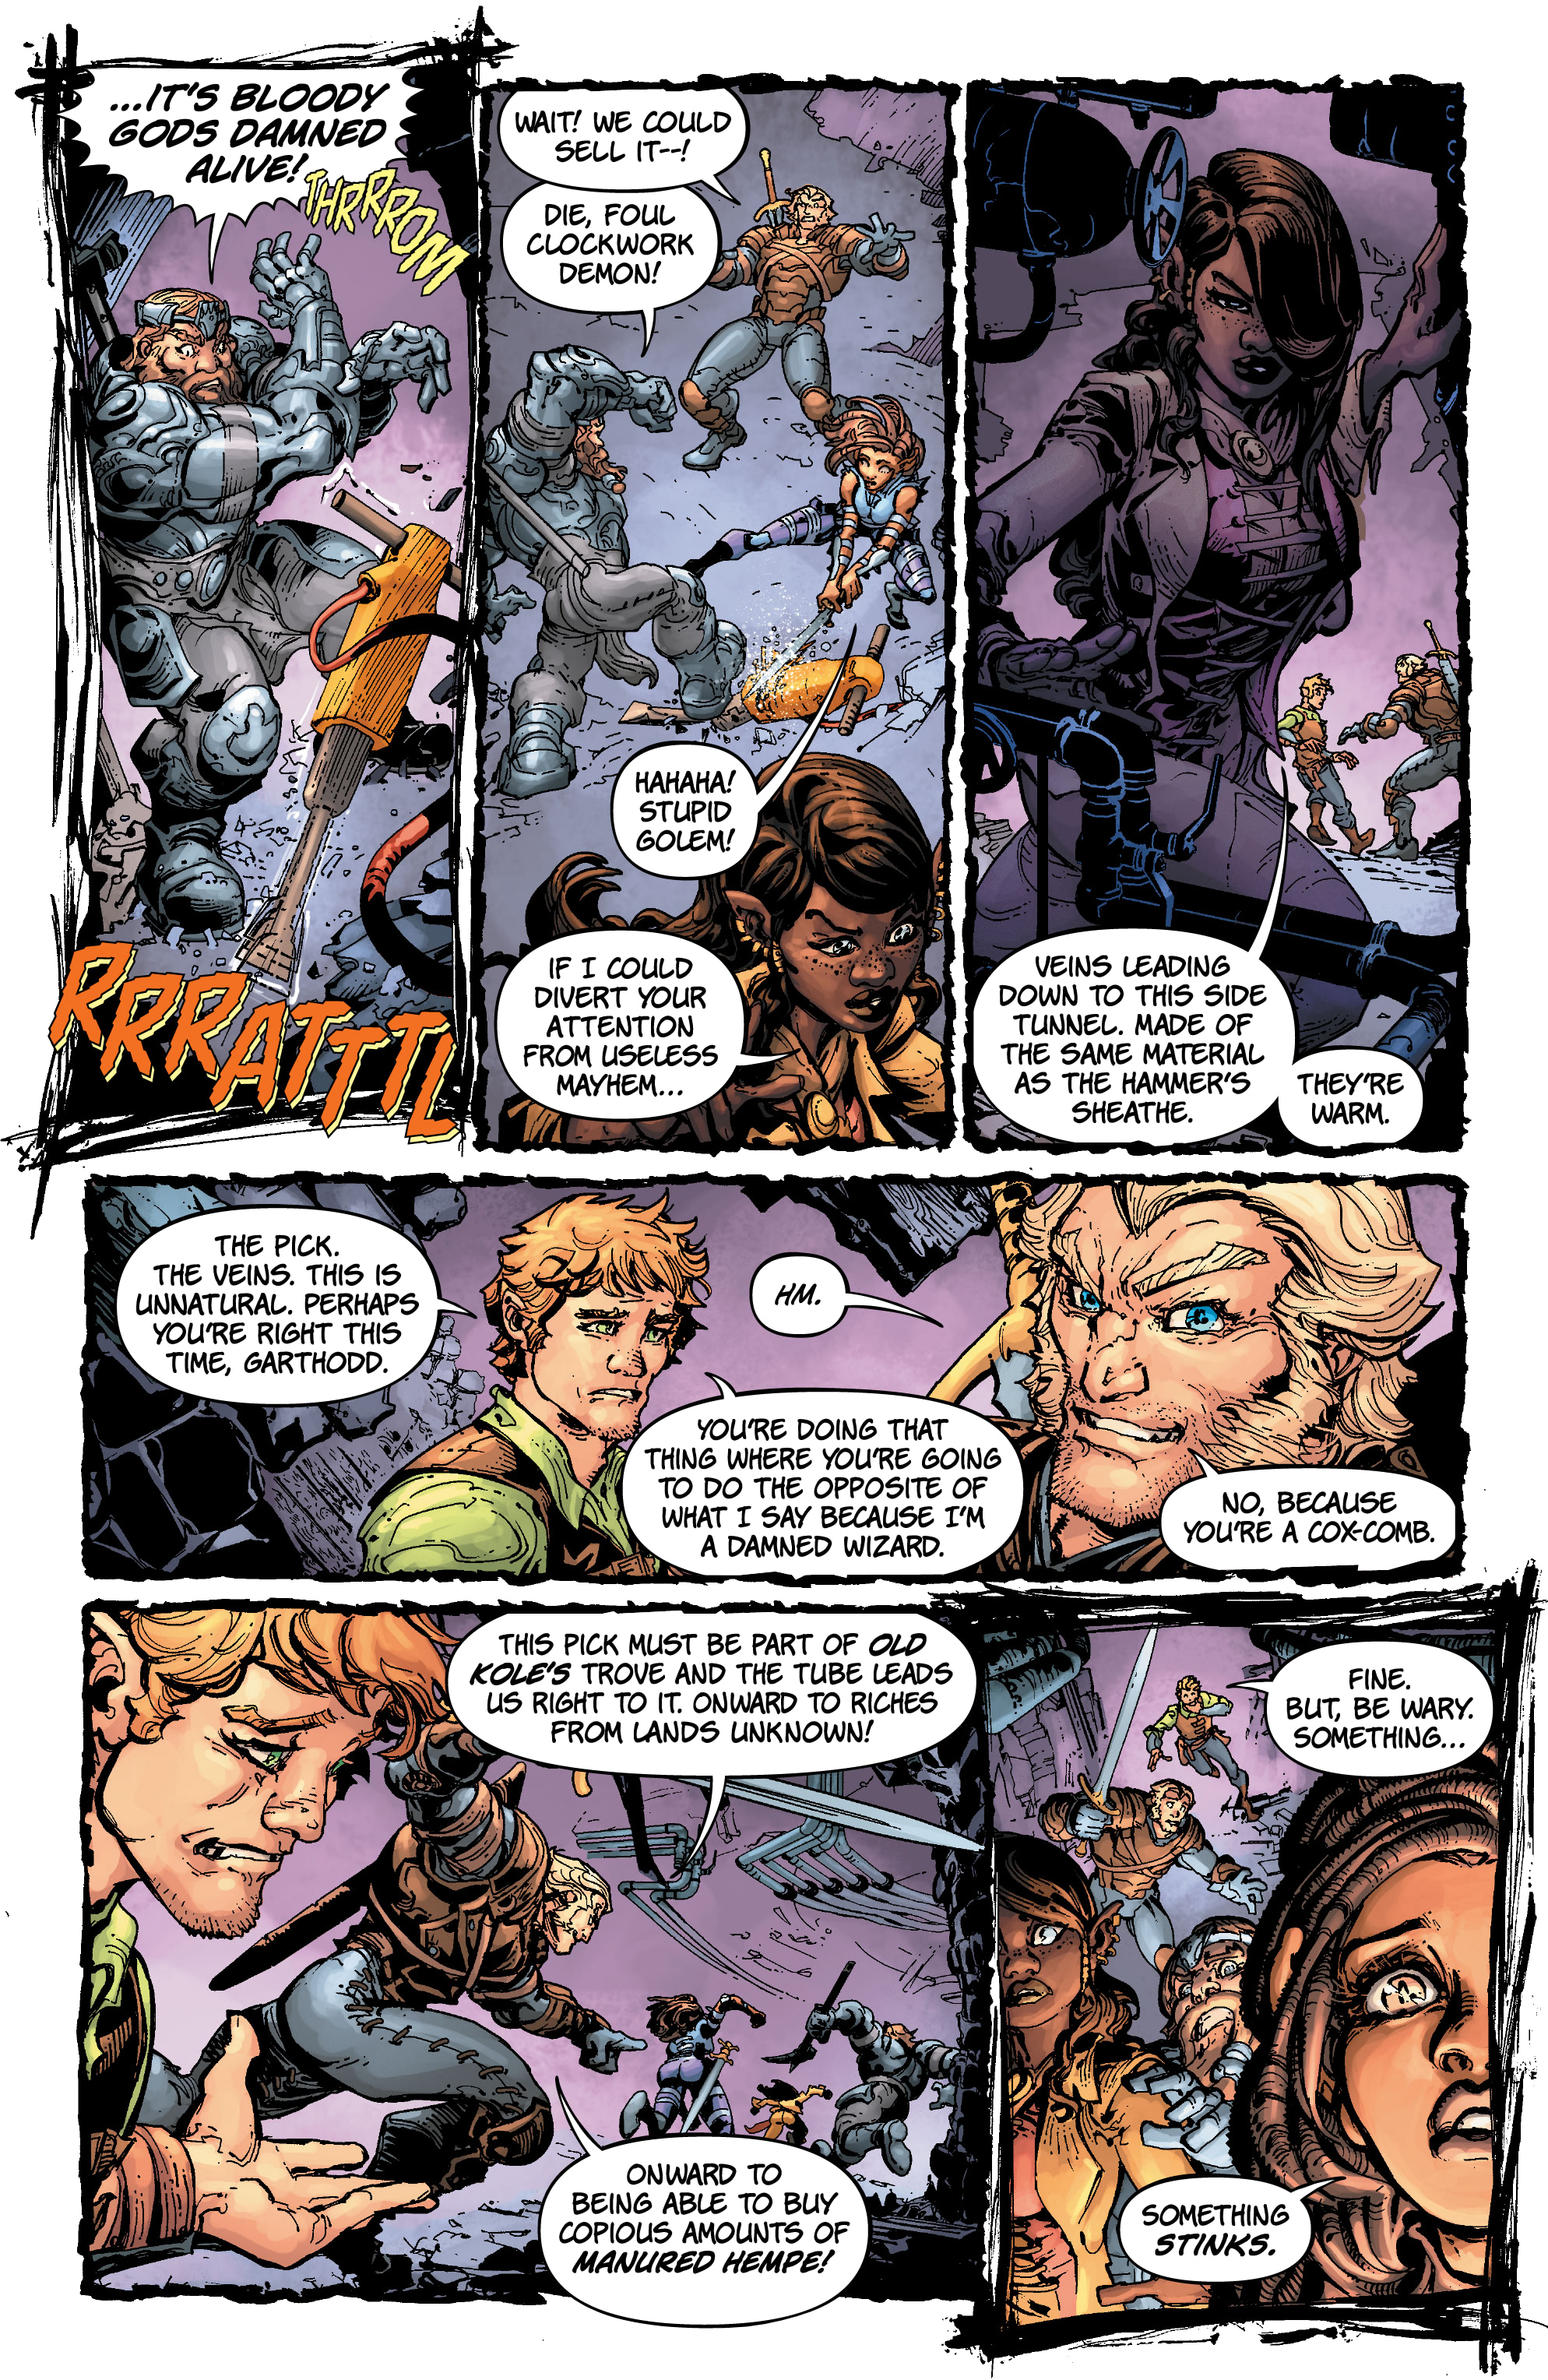 ...IT'S BLOODY
GODS DAMNED
ALIVE!
THRRROM
RRRATTTL
WAIT! WE COULD
SELL IT--!
DIE, FOUL
CLOCKWORK
DEMON!
HAHAHA!
STUPID
GOLEM!
IF I COULD
DIVERT YOUR
ATTENTION
FROM USELESS
MAYHEM...
VEINS LEADING
DOWN TO THIS SIDE
TUNNEL. MADE OF
THE SAME MATERIAL
AS THE HAMMER'S
SHEATHE.
THEY'RE
WARM.
THE PICK.
THE VEINS. THIS IS
UNNATURAL. PERHAPS
YOU'RE RIGHT THIS
TIME, GARTHODD.
HM.
YOU'RE DOING THAT
THING WHERE YOU'RE GOING
TO DO THE OPPOSITE OF
WHAT I SAY BECAUSE I'M
A DAMNED WIZARD.
NO, BECAUSE
YOU'RE A COX-COMB.
THIS PICK MUST BE PART OF OLD
KOLE'S TROVE AND THE TUBE LEADS
US RIGHT TO IT. ONWARD TO RICHES
FROM LANDS UNKNOWN!
ONWARD TO
BEING ABLE TO BUY
COPIOUS AMOUNTS OF
MANURED HEMPE!
FINE.
BUT, BE WARY.
SOMETHING...
SOMETHING
STINKS.